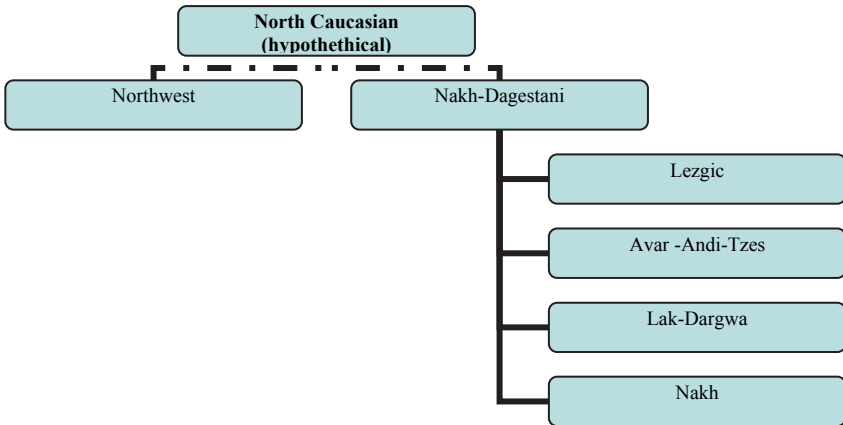 North Caucasian
(hypothethical)
Northwest
Nakh-Dagestani
Lezgic
Avar -Andi-Tzes
Lak-Dargwa
Nakh